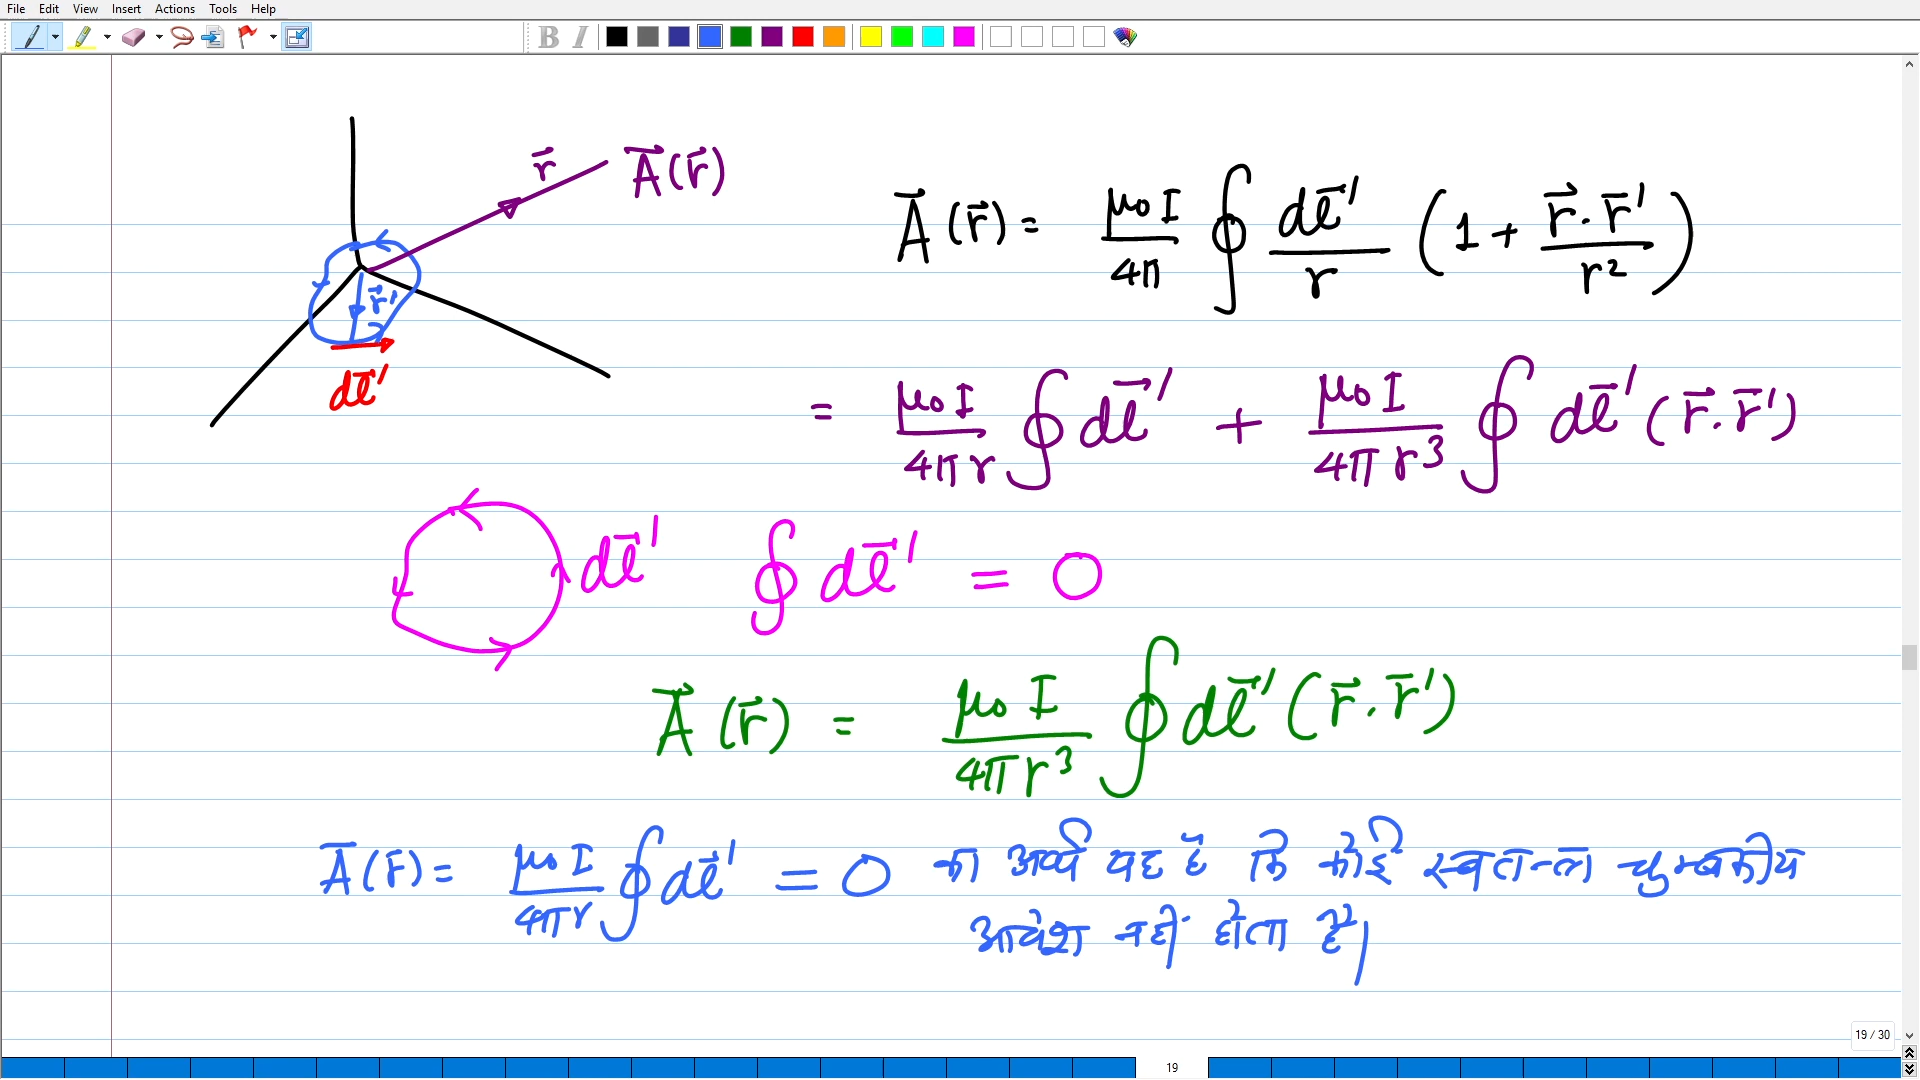 File Edit View Insert Actions Tools Help
B I
r⃗ A⃗(r⃗)
r⃗'
dl⃗'
A⃗(r⃗) = μ₀I/4π ∮ dl⃗'/r (1 + r⃗.r⃗'/r²)
= μ₀I/4πr ∮ dl⃗' + μ₀I/4πr³ ∮ dl⃗'(r⃗.r⃗')
dl⃗' ∮ dl⃗' = 0
A⃗(r⃗) = μ₀I/4πr³ ∮ dl⃗'(r⃗.r⃗')
A⃗(r⃗) = μ₀I/4πr ∮ dl⃗' = 0 का अर्थ यह है कि कोई स्वतन्त्र चुम्बकीय
आवेश नहीं होता है।
19 / 30
19